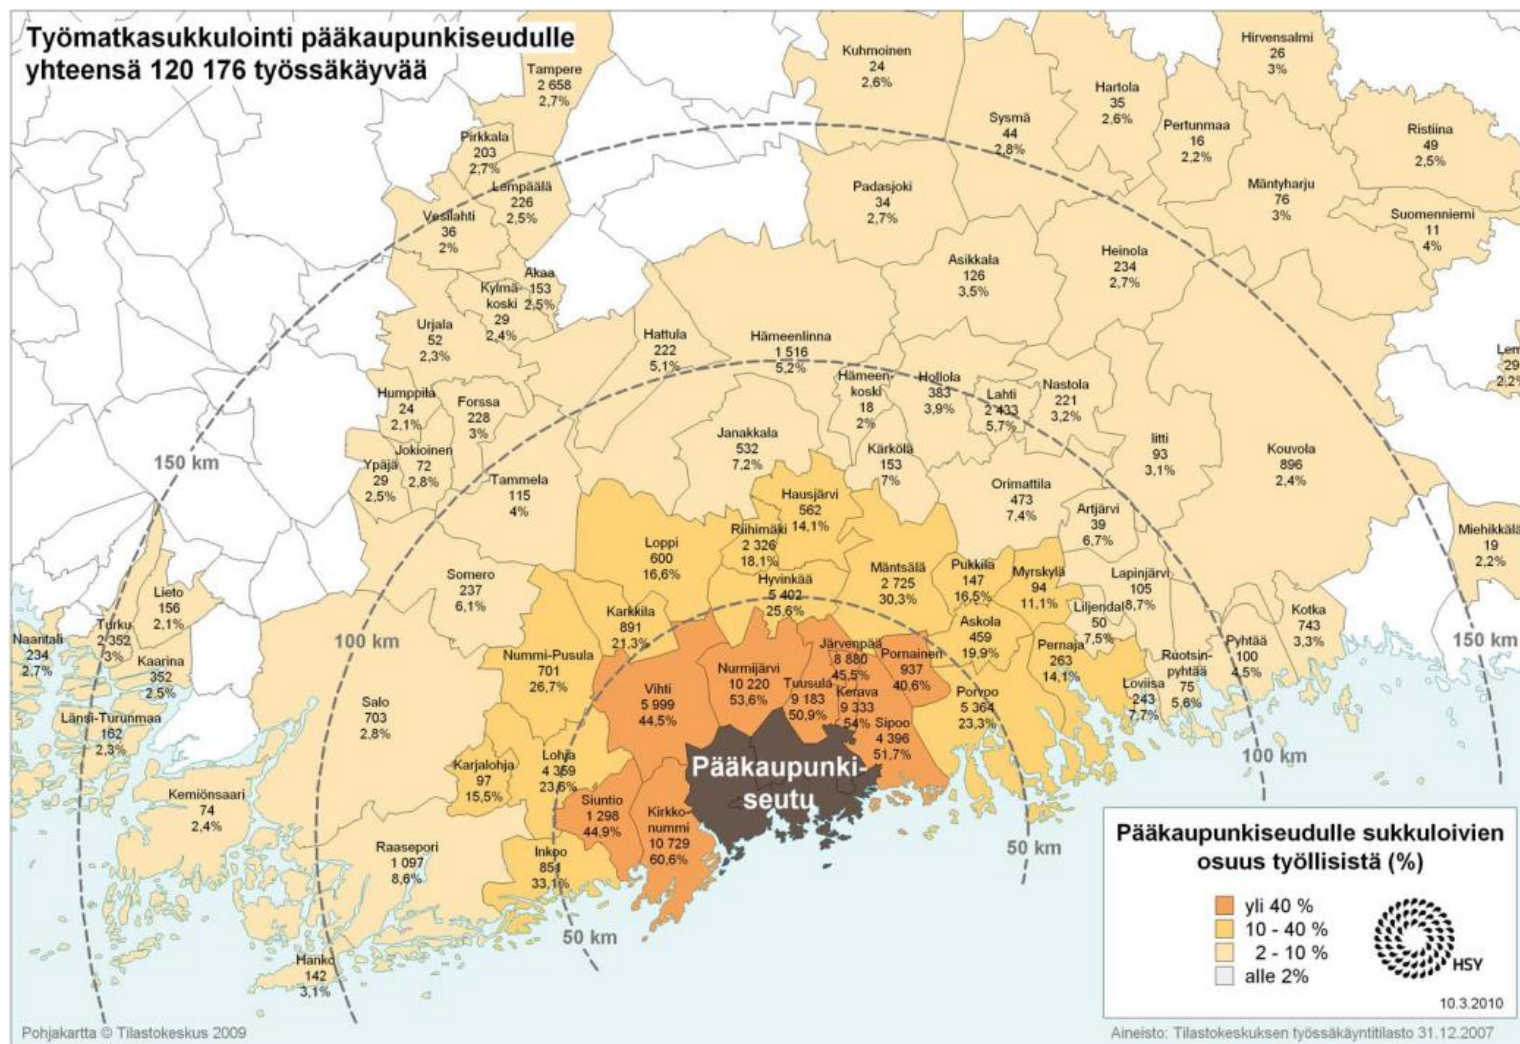 Työmatkasukkulointi pääkaupunkiseudulle
yhteensä 120 176 työssäkäyvää
Tampere
2 658
2,7%
Kuhmoinen
24
2,6%
Hirvensalmi
26
3%
Hartola
35
2,6%
Sysmä
44
2,8%
Pertunmaa
16
2,2%
Ristiina
49
2,5%
Pirkkala
203
2,7%
Lempäälä
226
2,5%
Vesilahti
36
2%
Padasjoki
34
2,7%
Mäntyharju
76
3%
Suomenniemi
11
4%
Akaa
153
2,5%
Kylmä-
koski
29
2,4%
Asikkala
126
3,5%
Heinola
234
2,7%
Urjala
52
2,3%
Hattula
222
5,1%
Hämeenlinna
1 516
5,2%
Hämeen-
koski
18
2%
Hollola
383
3,9%
Lahti
2 433
5,7%
Nastola
221
3,2%
Lem
29
2,2%
Humppila
24
2,1%
Forssa
228
3%
Janakkala
532
7,2%
Kärkölä
153
7%
Iitti
93
3,1%
Kouvola
896
2,4%
150 km
Ypäjä
29
2,5%
Jokioinen
72
2,8%
Tammela
115
4%
Hausjärvi
562
14,1%
Orimattila
473
7,4%
Artjärvi
39
6,7%
Miehikkälä
19
2,2%
Loppi
600
16,6%
Riihimäki
2 326
18,1%
Hyvinkää
5 402
25,6%
Mäntsälä
2 725
30,3%
Pukkila
147
16,5%
Myrskylä
94
11,1%
Lapinjärvi
105
8,7%
Liljendal
50
7,5%
Lieto
156
2,1%
Turku
2 352
3%
Naantali
234
2,7%
Kaarina
352
2,5%
Somero
237
6,1%
100 km
Karkkila
891
21,3%
Nummi-Pusula
701
26,7%
Askola
459
19,9%
Pernaja
263
14,1%
Ruotsin-
pyhtää
75
5,6%
Pyhtää
100
4,5%
Kotka
743
3,3%
150 km
Länsi-Turunmaa
162
2,3%
Salo
703
2,8%
Vihti
5 999
44,5%
Nurmijärvi
10 220
53,6%
Tuusula
9 183
50,9%
Järvenpää
8 880
45,5%
Kerava
9 333
54%
Pornainen
937
40,6%
Sipoo
4 396
51,7%
Porvoo
5 364
23,3%
Loviisa
243
7,7%
100 km
Kemiönsaari
74
2,4%
Karjalohja
97
15,5%
Lohja
4 359
23,6%
Siuntio
1 298
44,9%
Kirkko-
nummi
10 729
60,6%
Pääkaupunki-
seutu
Raasepori
1 097
8,6%
Inkoo
851
33,1%
50 km
50 km
Hanko
142
3,1%
Pääkaupunkiseudulle sukkuloivien
osuus työllisistä (%)
yli 40 %
10 - 40 %
2 - 10 %
alle 2%
HSY
10.3.2010
Pohjakartta © Tilastokeskus 2009
Aineisto: Tilastokeskuksen työssäkäyntitilasto 31.12.2007